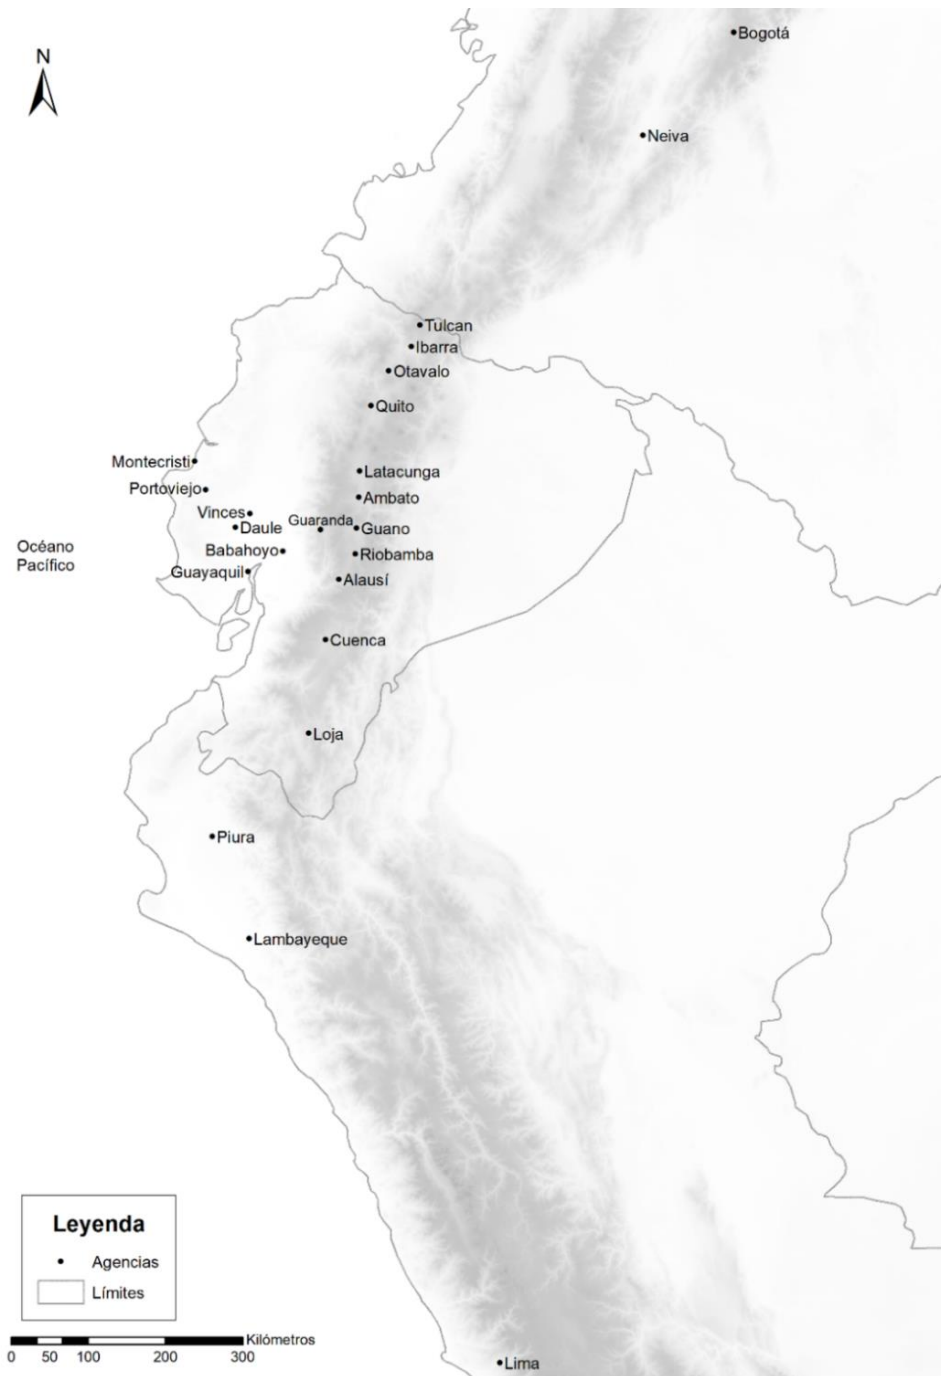 Bogotá
N
Neiva
Tulcan
Ibarra
Otavalo
Quito
Montecristi
Latacunga
Portoviejo
Ambato
Vinces
Guaranda
Daule
Guano
Océano
Pacífico
Babahoyo
Riobamba
Guayaquil
Alausí
Cuenca
Loja
Piura
Lambayeque
Leyenda
Agencias
Límites
Kilómetros
0 50 100 200 300
Lima